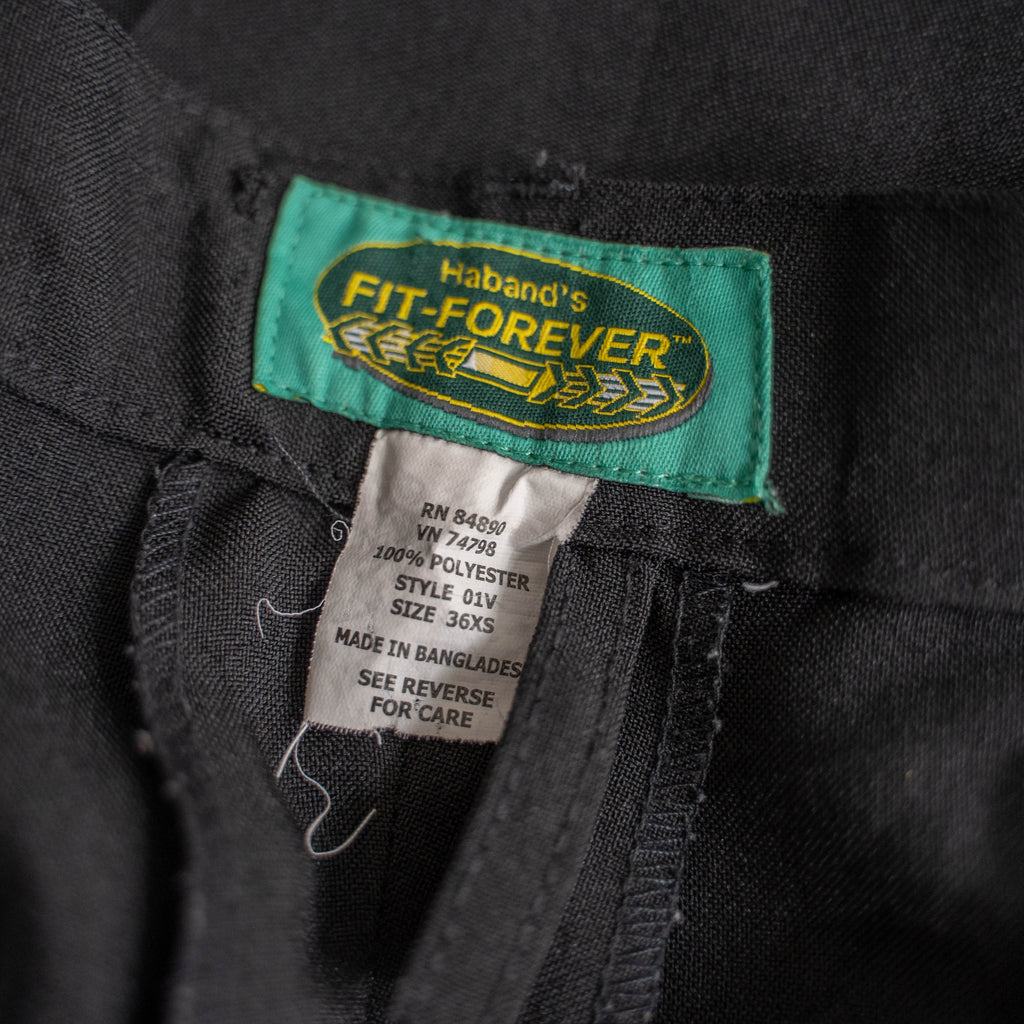 Haband's
FIT-FOREVER™
RN 84890
VN 74798
100% POLYESTER
STYLE 01V
SIZE 36XS
MADE IN BANGLADES
SEE REVERSE
FOR CARE